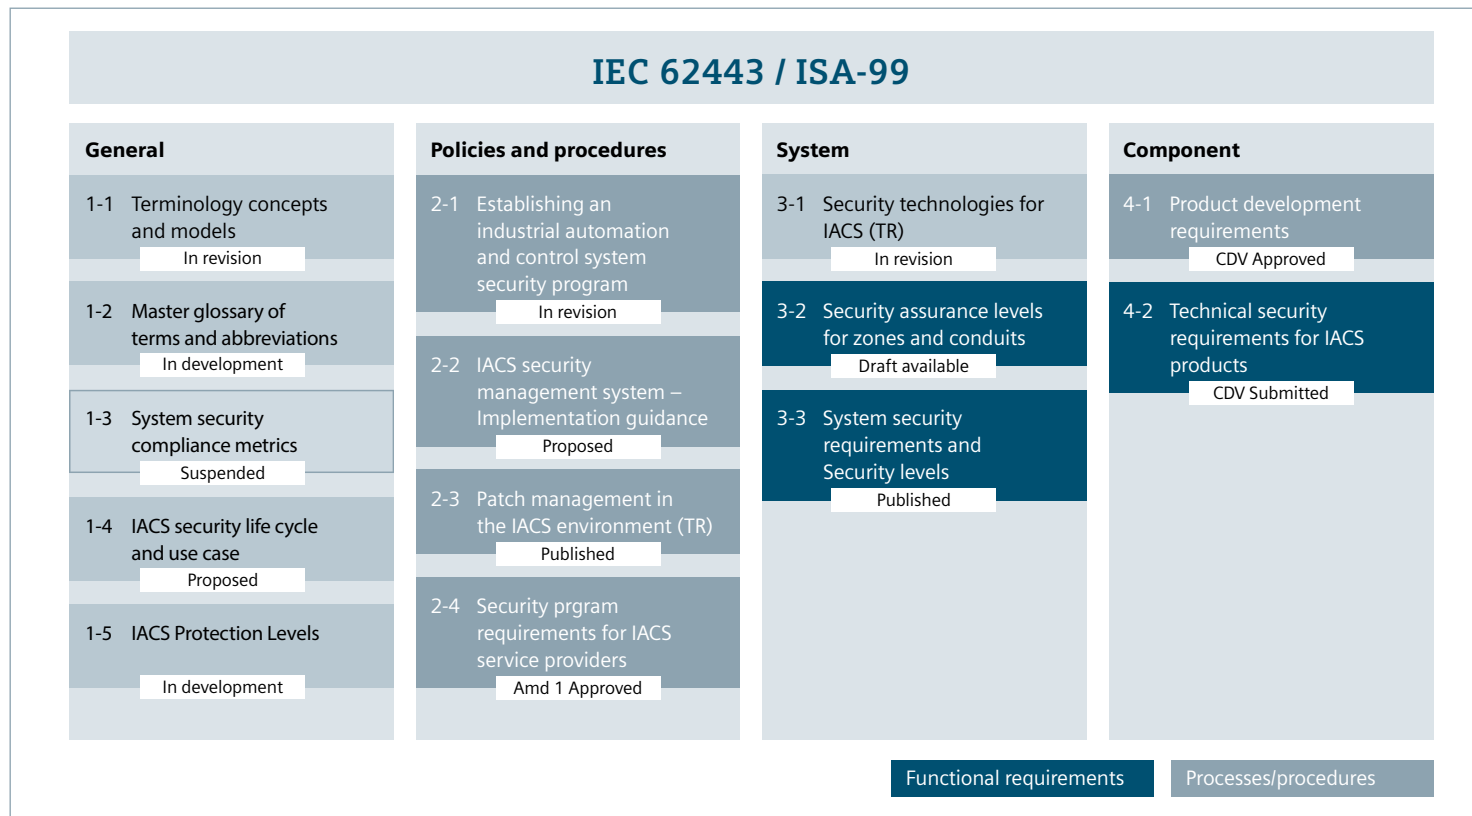 IEC 62443 / ISA-99
General
1-1 Terminology concepts
and models
In revision
1-2 Master glossary of
terms and abbreviations
In development
1-3 System security
compliance metrics
Suspended
1-4 IACS security life cycle
and use case
Proposed
1-5 IACS Protection Levels
In development
Policies and procedures
2-1 Establishing an
industrial automation
and control system
security program
In revision
2-2 IACS security
management system –
Implementation guidance
Proposed
2-3 Patch management in
the IACS environment (TR)
Published
2-4 Security prgram
requirements for IACS
service providers
Amd 1 Approved
System
3-1 Security technologies for
IACS (TR)
In revision
3-2 Security assurance levels
for zones and conduits
Draft available
3-3 System security
requirements and
Security levels
Published
Component
4-1 Product development
requirements
CDV Approved
4-2 Technical security
requirements for IACS
products
CDV Submitted
Functional requirements
Processes/procedures